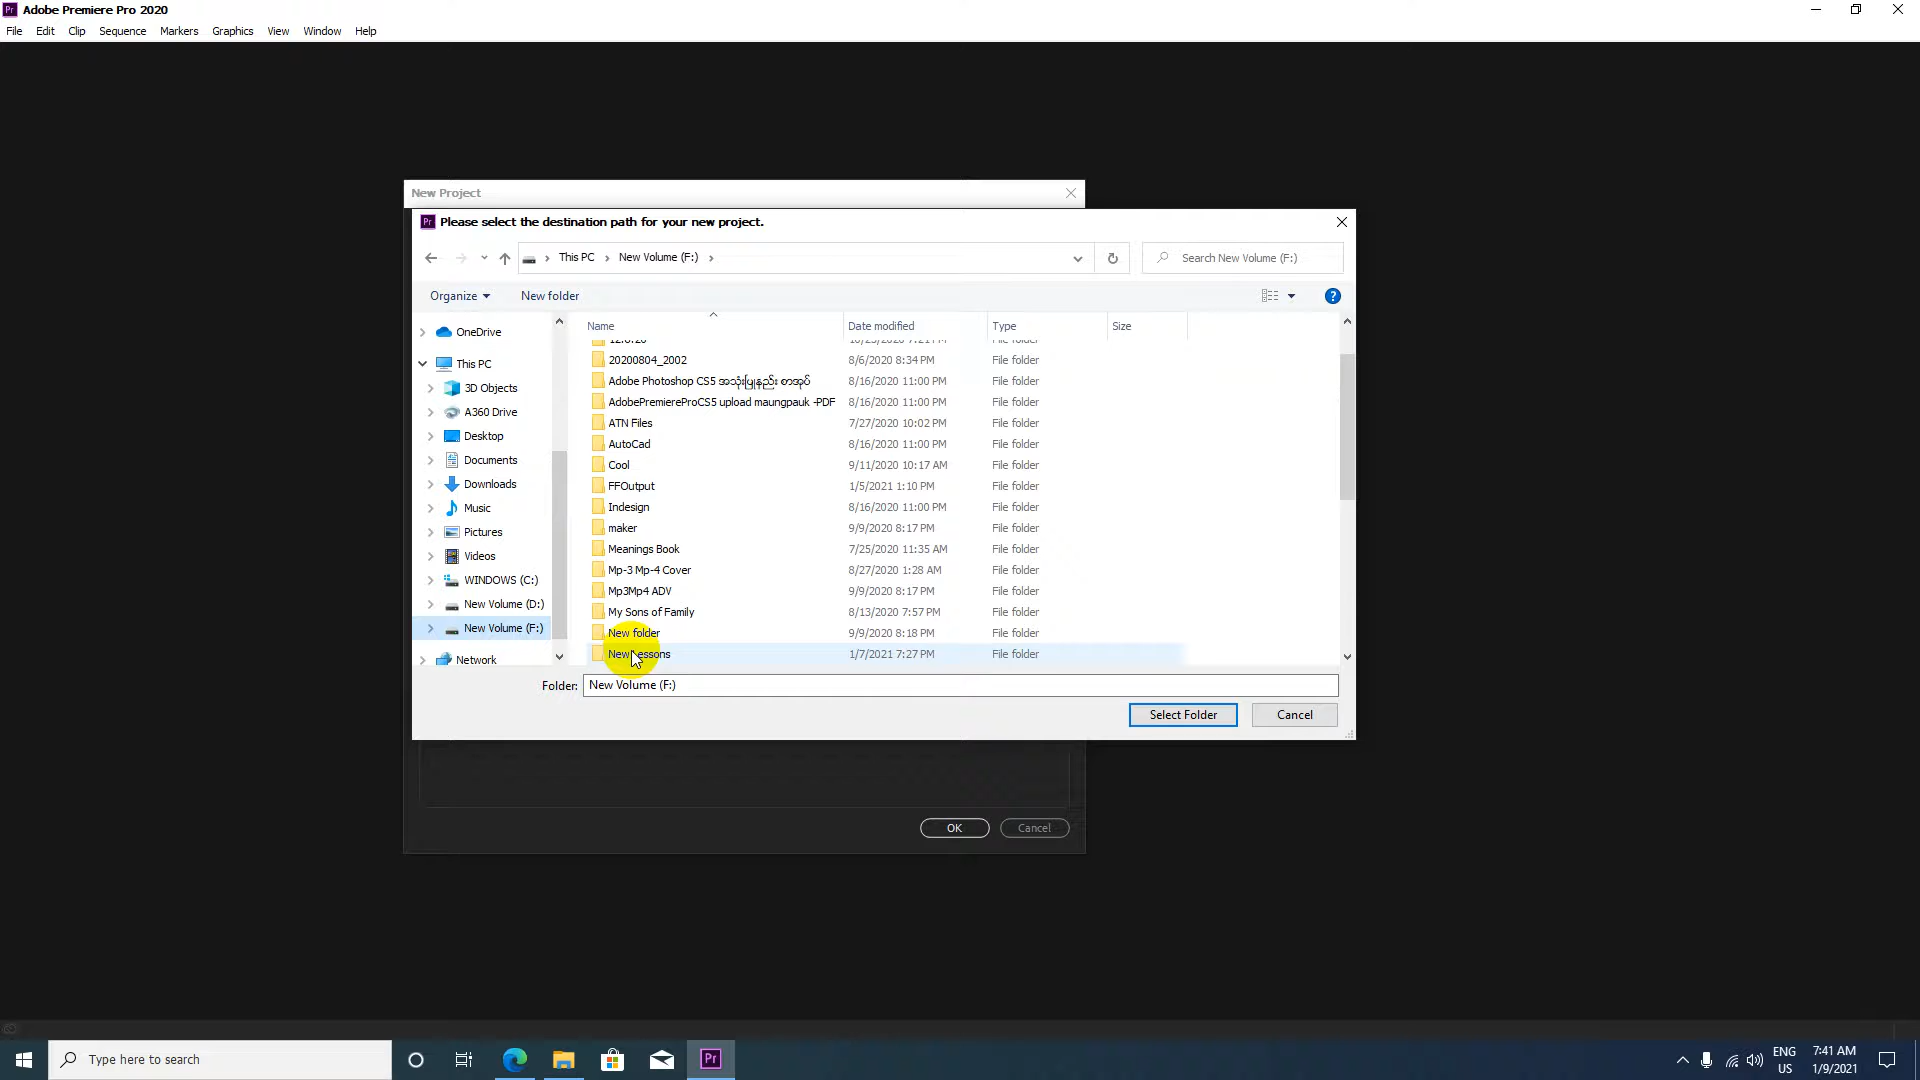 Adobe Premiere Pro 2020
File Edit Clip Sequence Markers Graphics View Window Help
New Project
Please select the destination path for your new project.
This PC > New Volume (F:) >
Search New Volume (F:)
Organize New folder
Name Date modified Type Size
OneDrive
This PC
3D Objects
A360 Drive
Desktop
Documents
Downloads
Music
Pictures
Videos
WINDOWS (C:)
New Volume (D:)
New Volume (F:)
Network
20200804_2002 8/6/2020 8:34 PM File folder
Adobe Photoshop CS5 အသုံးပြုနည်း စာအုပ် 8/16/2020 11:00 PM File folder
AdobePremiereProCS5 upload maungpauk -PDF 8/16/2020 11:00 PM File folder
ATN Files 7/27/2020 10:02 PM File folder
AutoCad 8/16/2020 11:00 PM File folder
Cool 9/11/2020 10:17 AM File folder
FFOutput 1/5/2021 1:10 PM File folder
Indesign 8/16/2020 11:00 PM File folder
maker 9/9/2020 8:17 PM File folder
Meanings Book 7/25/2020 11:35 AM File folder
Mp-3 Mp-4 Cover 8/27/2020 1:28 AM File folder
Mp3Mp4 ADV 9/9/2020 8:17 PM File folder
My Sons of Family 8/13/2020 7:57 PM File folder
New folder 9/9/2020 8:18 PM File folder
New Lessons 1/7/2021 7:27 PM File folder
Folder: New Volume (F:)
Select Folder Cancel
OK Cancel
Type here to search
ENG
US
7:41 AM
1/9/2021